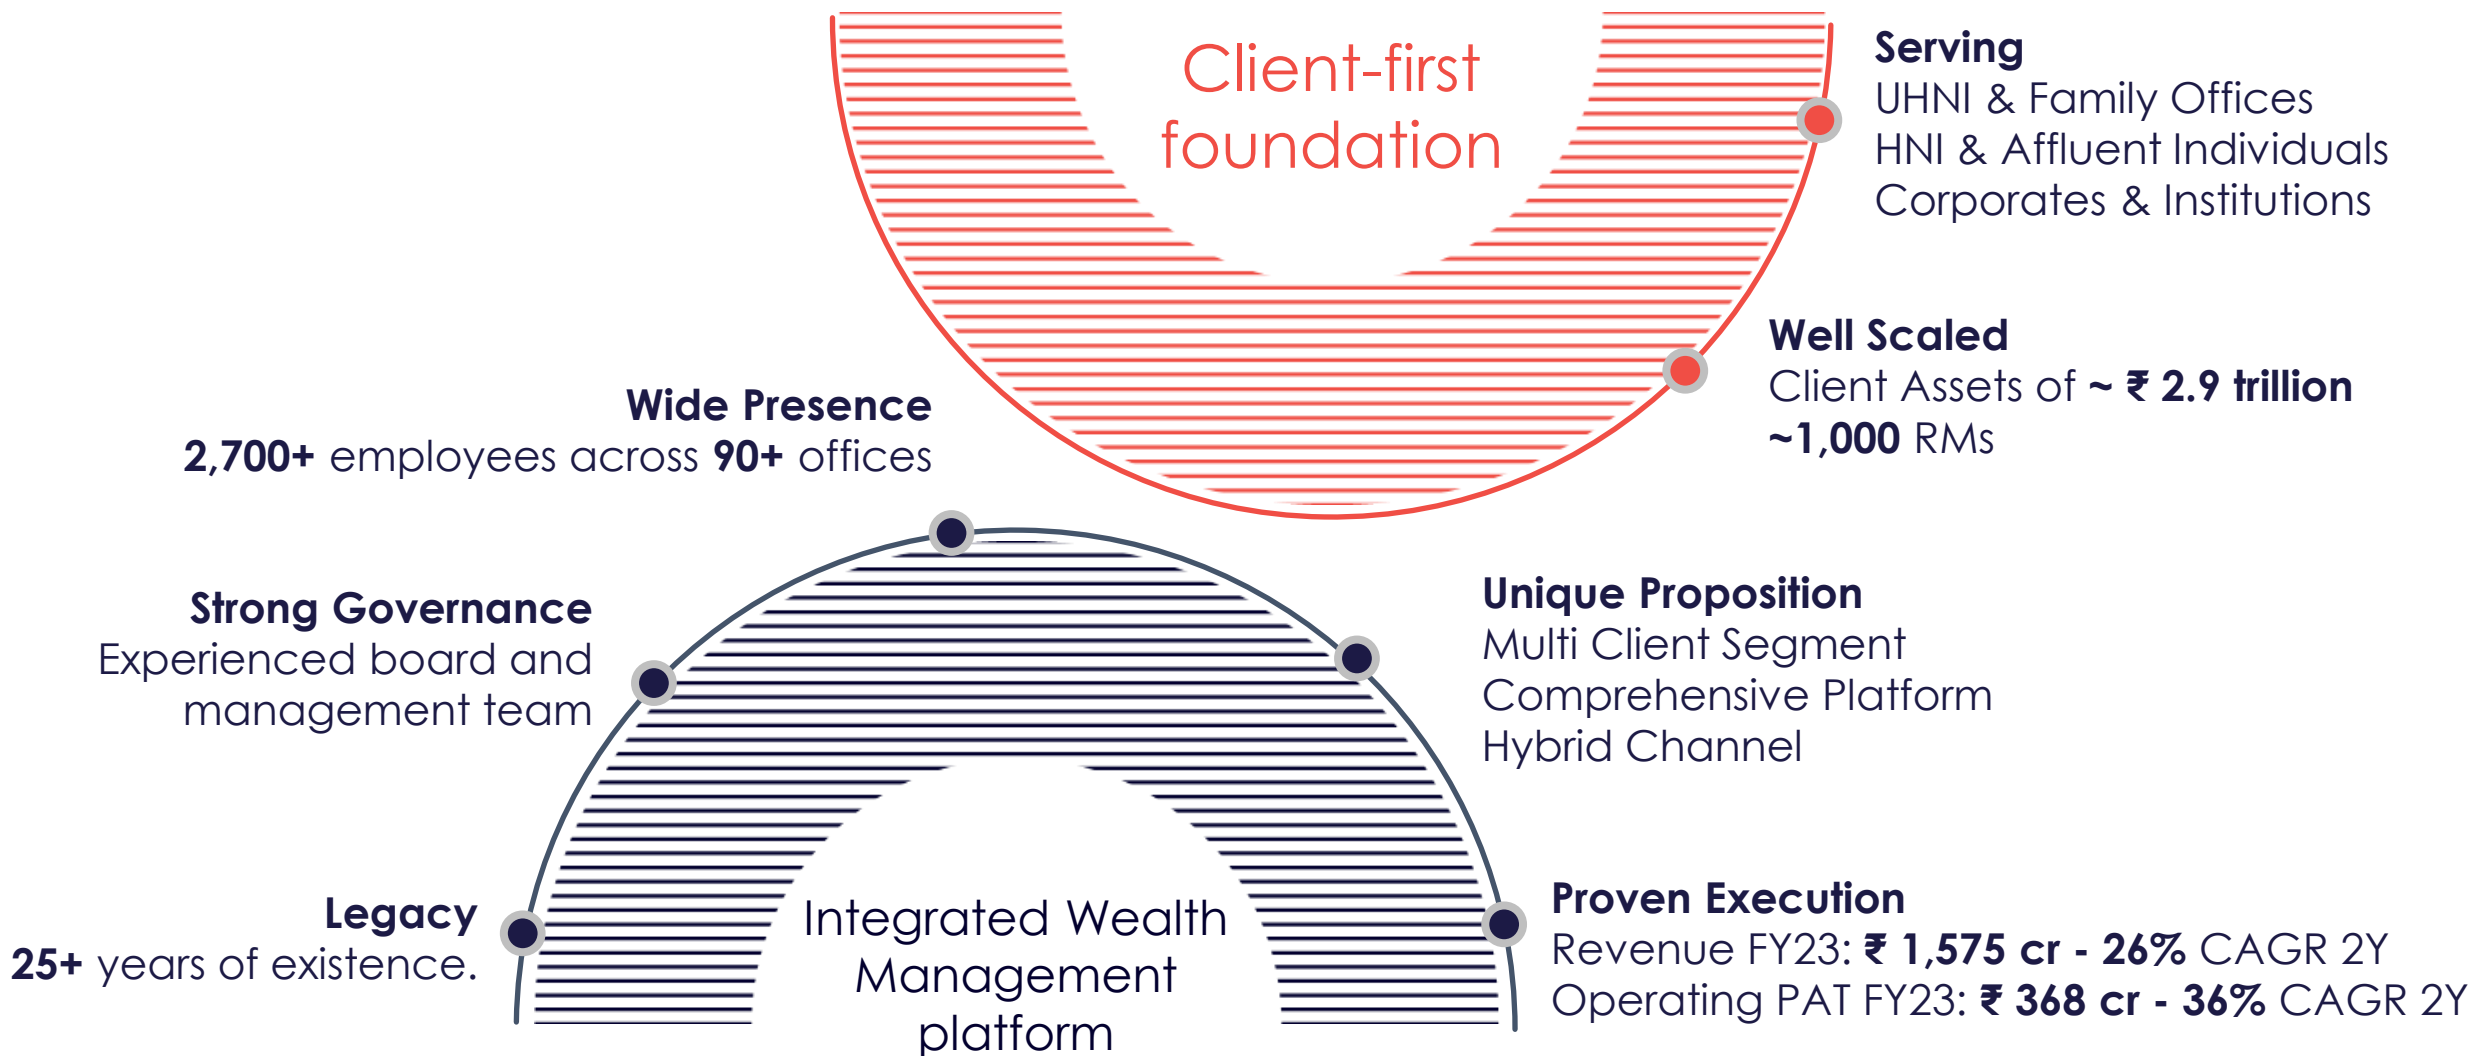 Client-first
foundation
Serving
UHNI & Family Offices
HNI & Affluent Individuals
Corporates & Institutions
Well Scaled
Client Assets of ~ ₹ 2.9 trillion
~1,000 RMs
Wide Presence
2,700+ employees across 90+ offices
Strong Governance
Experienced board and
management team
Legacy
25+ years of existence.
Integrated Wealth
Management
platform
Unique Proposition
Multi Client Segment
Comprehensive Platform
Hybrid Channel
Proven Execution
Revenue FY23: ₹ 1,575 cr - 26% CAGR 2Y
Operating PAT FY23: ₹ 368 cr - 36% CAGR 2Y